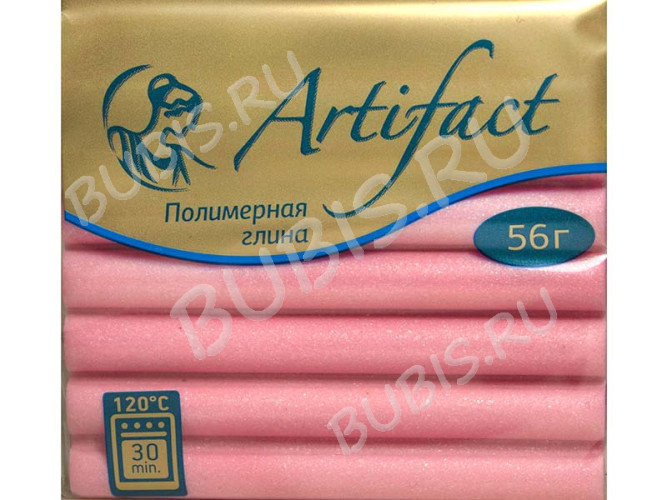 Artifact
Полимерная
глина
56г
120°C
30
min.
BUBIS.RU
BUBIS.RU
BUBIS.RU
BUBIS.RU